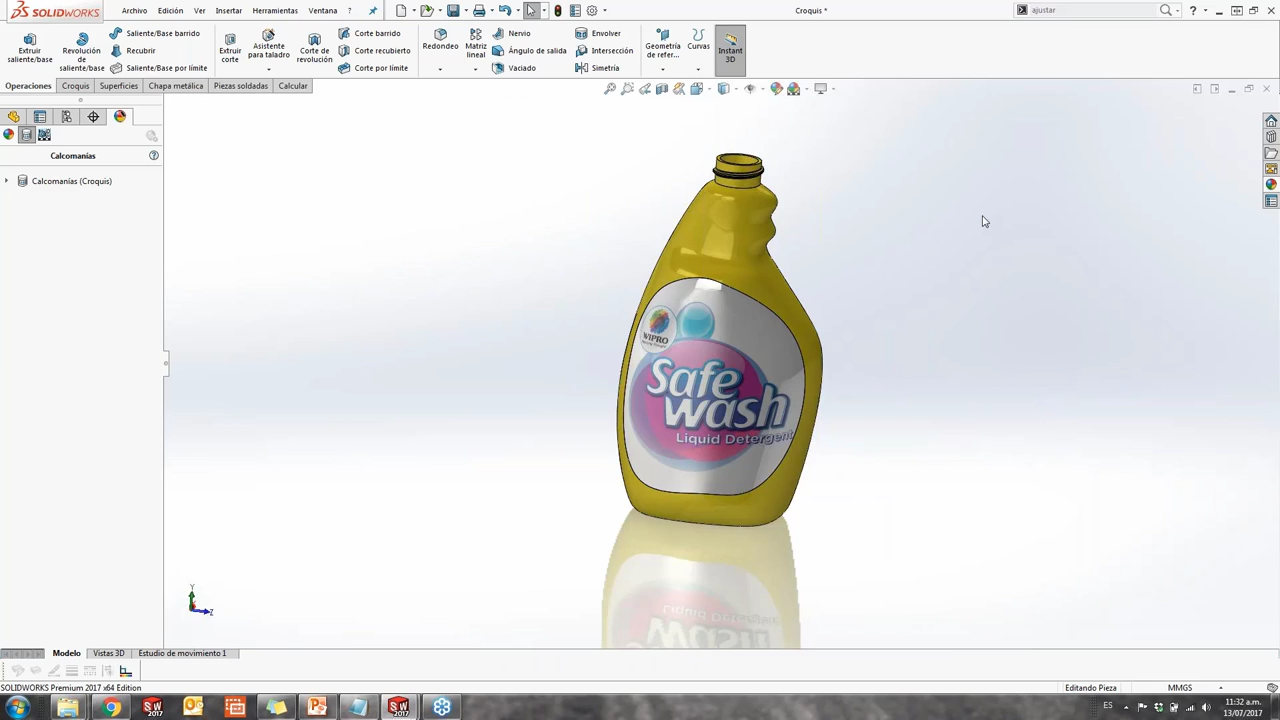 SOLIDWORKS
Archivo Edición Ver Insertar Herramientas Ventana ?
Croquis *
ajustar
Extruir saliente/base
Revolución de saliente/base
Saliente/Base barrido
Recubrir
Saliente/Base por límite
Extruir corte
Asistente para taladro
Corte de revolución
Corte barrido
Corte recubierto
Corte por límite
Redondeo
Matriz lineal
Nervio
Ángulo de salida
Vaciado
Envolver
Intersección
Simetría
Geometría de refer...
Curvas
Instant 3D
Operaciones Croquis Superficies Chapa metálica Piezas soldadas Calcular
Calcomanías
Calcomanías (Croquis)
WIPRO
Safe
wash
Liquid Detergent
Y
Z
Modelo Vistas 3D Estudio de movimiento 1
SOLIDWORKS Premium 2017 x64 Edition
Editando Pieza
MMGS
ES
11:32 a.m.
13/07/2017